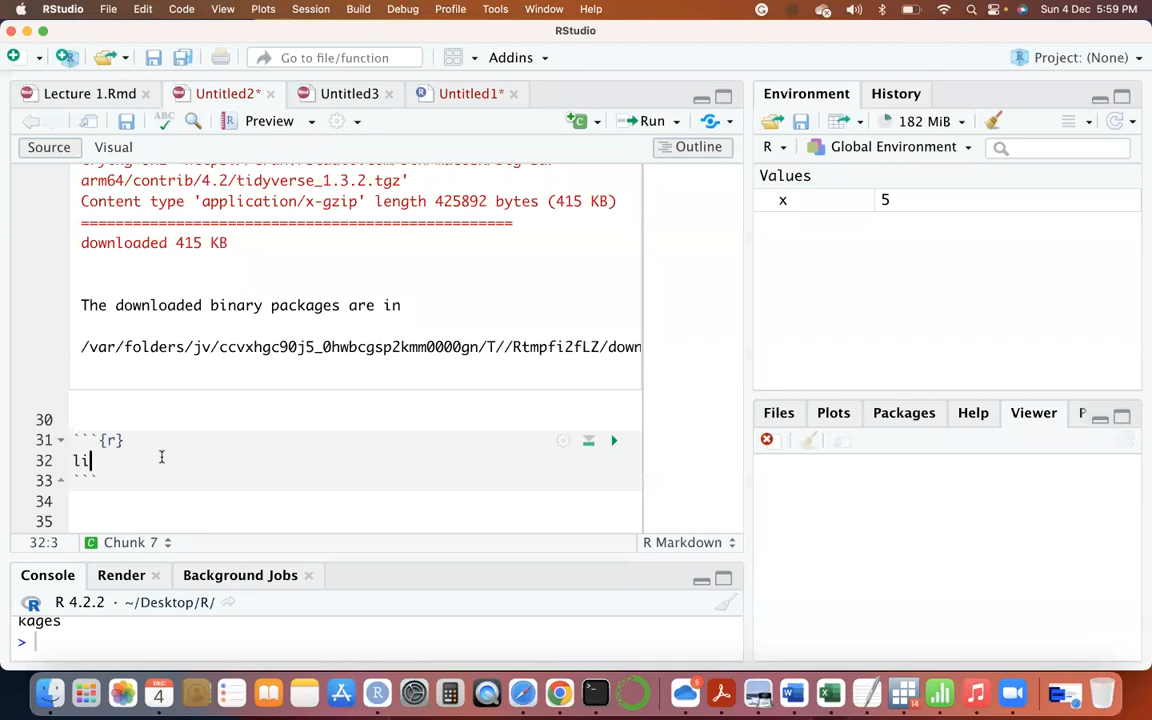 RStudio File Edit Code View Plots Session Build Debug Profile Tools Window Help Sun 4 Dec 5:59 PM
RStudio
Go to file/function Addins Project: (None)
Lecture 1.Rmd Untitled2* Untitled3 Untitled1*
Preview Run
Source Visual Outline
arm64/contrib/4.2/tidyverse_1.3.2.tgz'
Content type 'application/x-gzip' length 425892 bytes (415 KB)
==================================================
downloaded 415 KB
The downloaded binary packages are in
/var/folders/jv/ccvxhgc90j5_0hwbcgsp2kmm0000gn/T//Rtmpfi2fLZ/down
30
31 ```{r}
32 li
33 ```
34
35
32:3 Chunk 7 R Markdown
Console Render Background Jobs
R 4.2.2 · ~/Desktop/R/
kages
>
Environment History
182 MiB
R Global Environment
Values
x 5
Files Plots Packages Help Viewer P